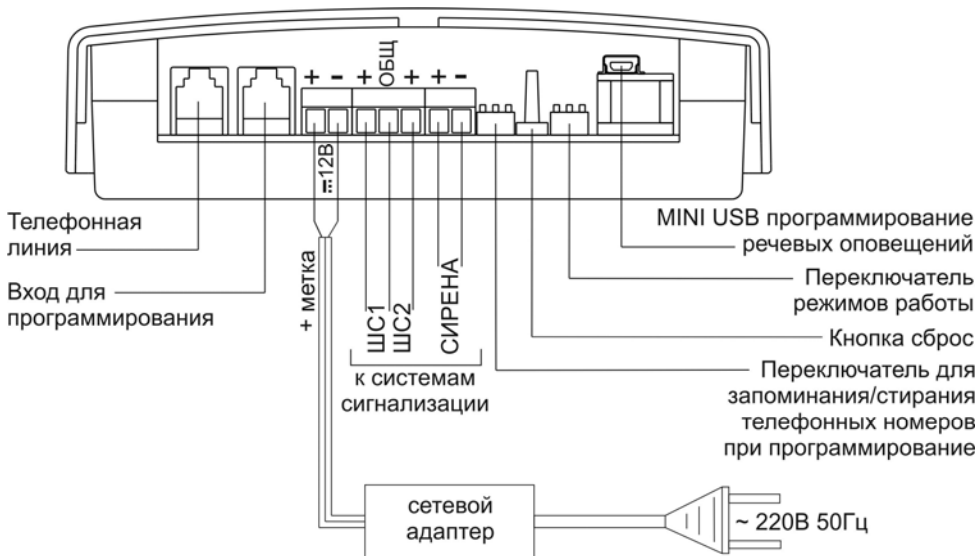 + - + ОБЩ + + -
⎓12В
Телефонная
линия
Вход для
программирования
+ метка
ШС1
ШС2
СИРЕНА
к системам
сигнализации
MINI USB программирование
речевых оповещений
Переключатель
режимов работы
Кнопка сброс
Переключатель для
запоминания/стирания
телефонных номеров
при программирование
сетевой
адаптер
~ 220В 50Гц